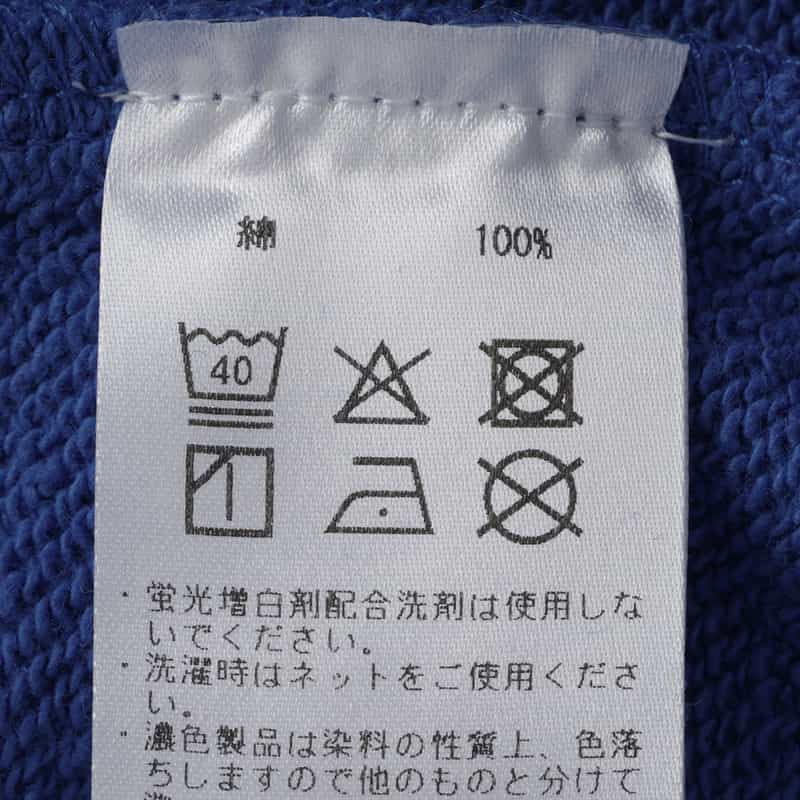 綿 100%
40
・蛍光増白剤配合洗剤は使用しな
いでください。
・洗濯時はネットをご使用くださ
い。
・濃色製品は染料の性質上、色落
ちしますので他のものと分けて